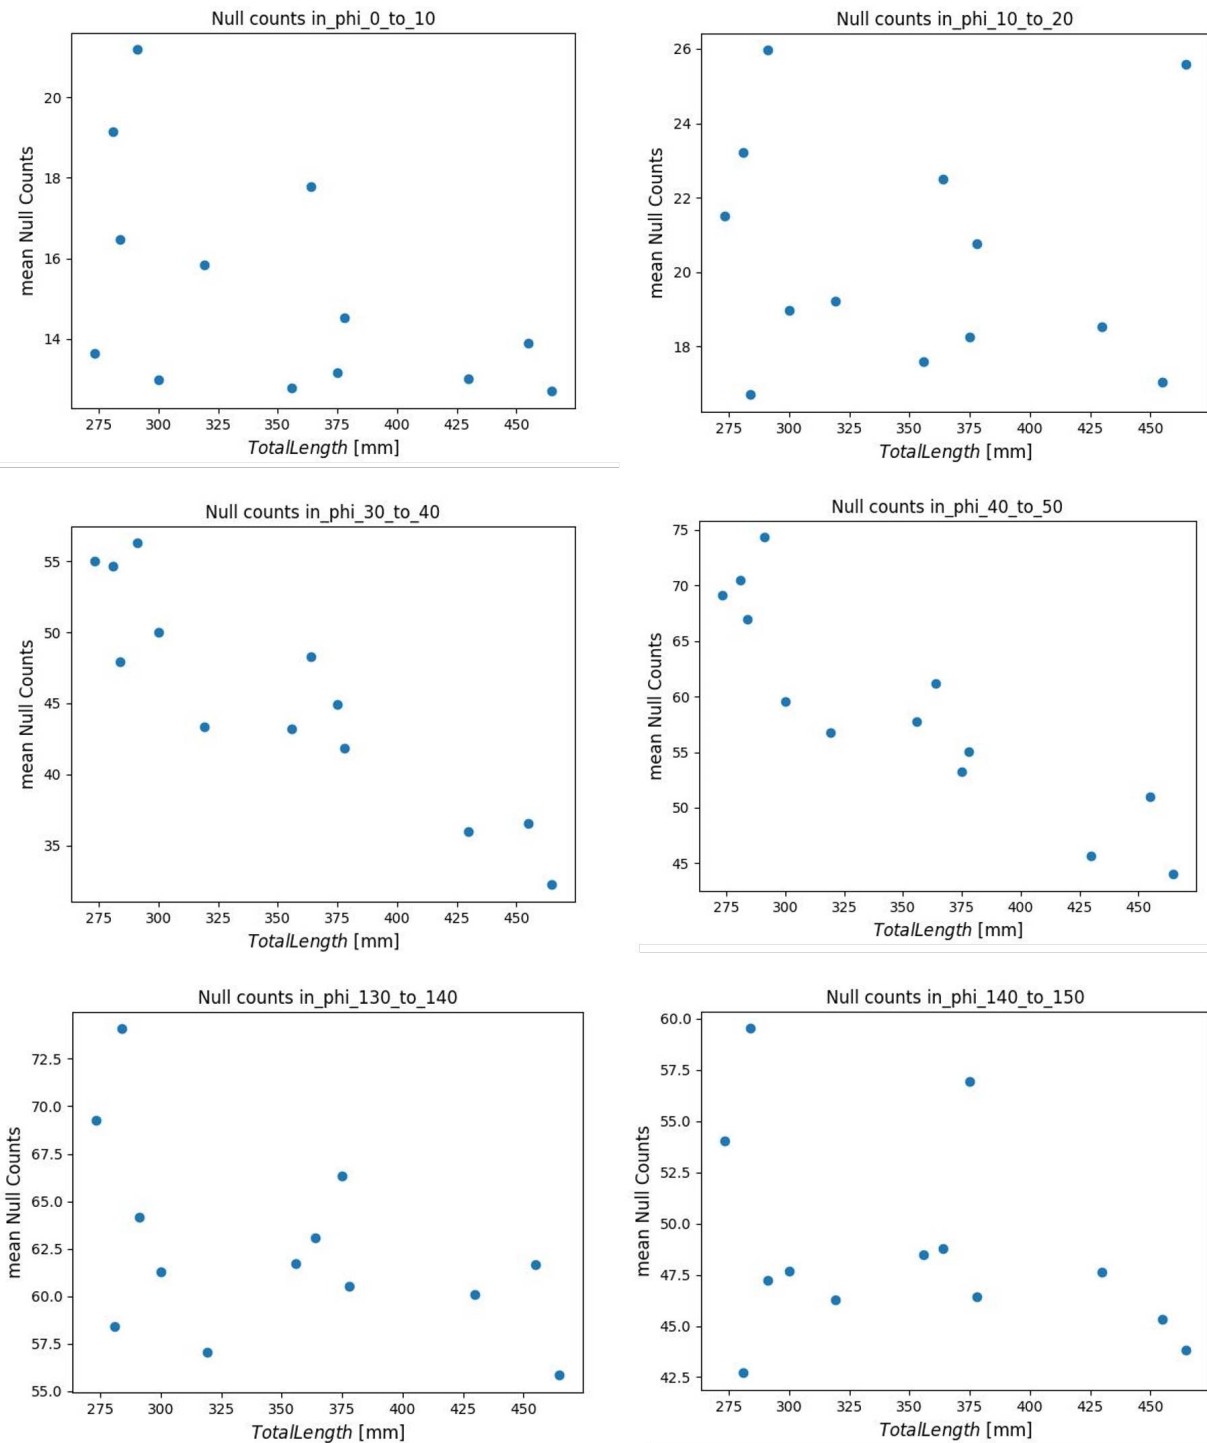 Null counts in_phi_0_to_10
mean Null Counts
20
18
16
14
275 300 325 350 375 400 425 450
TotalLength [mm]
Null counts in_phi_10_to_20
mean Null Counts
26
24
22
20
18
275 300 325 350 375 400 425 450
TotalLength [mm]
Null counts in_phi_30_to_40
mean Null Counts
55
50
45
40
35
275 300 325 350 375 400 425 450
TotalLength [mm]
Null counts in_phi_40_to_50
mean Null Counts
75
70
65
60
55
50
45
275 300 325 350 375 400 425 450
TotalLength [mm]
Null counts in_phi_130_to_140
mean Null Counts
72.5
70.0
67.5
65.0
62.5
60.0
57.5
55.0
275 300 325 350 375 400 425 450
TotalLength [mm]
Null counts in_phi_140_to_150
mean Null Counts
60.0
57.5
55.0
52.5
50.0
47.5
45.0
42.5
275 300 325 350 375 400 425 450
TotalLength [mm]